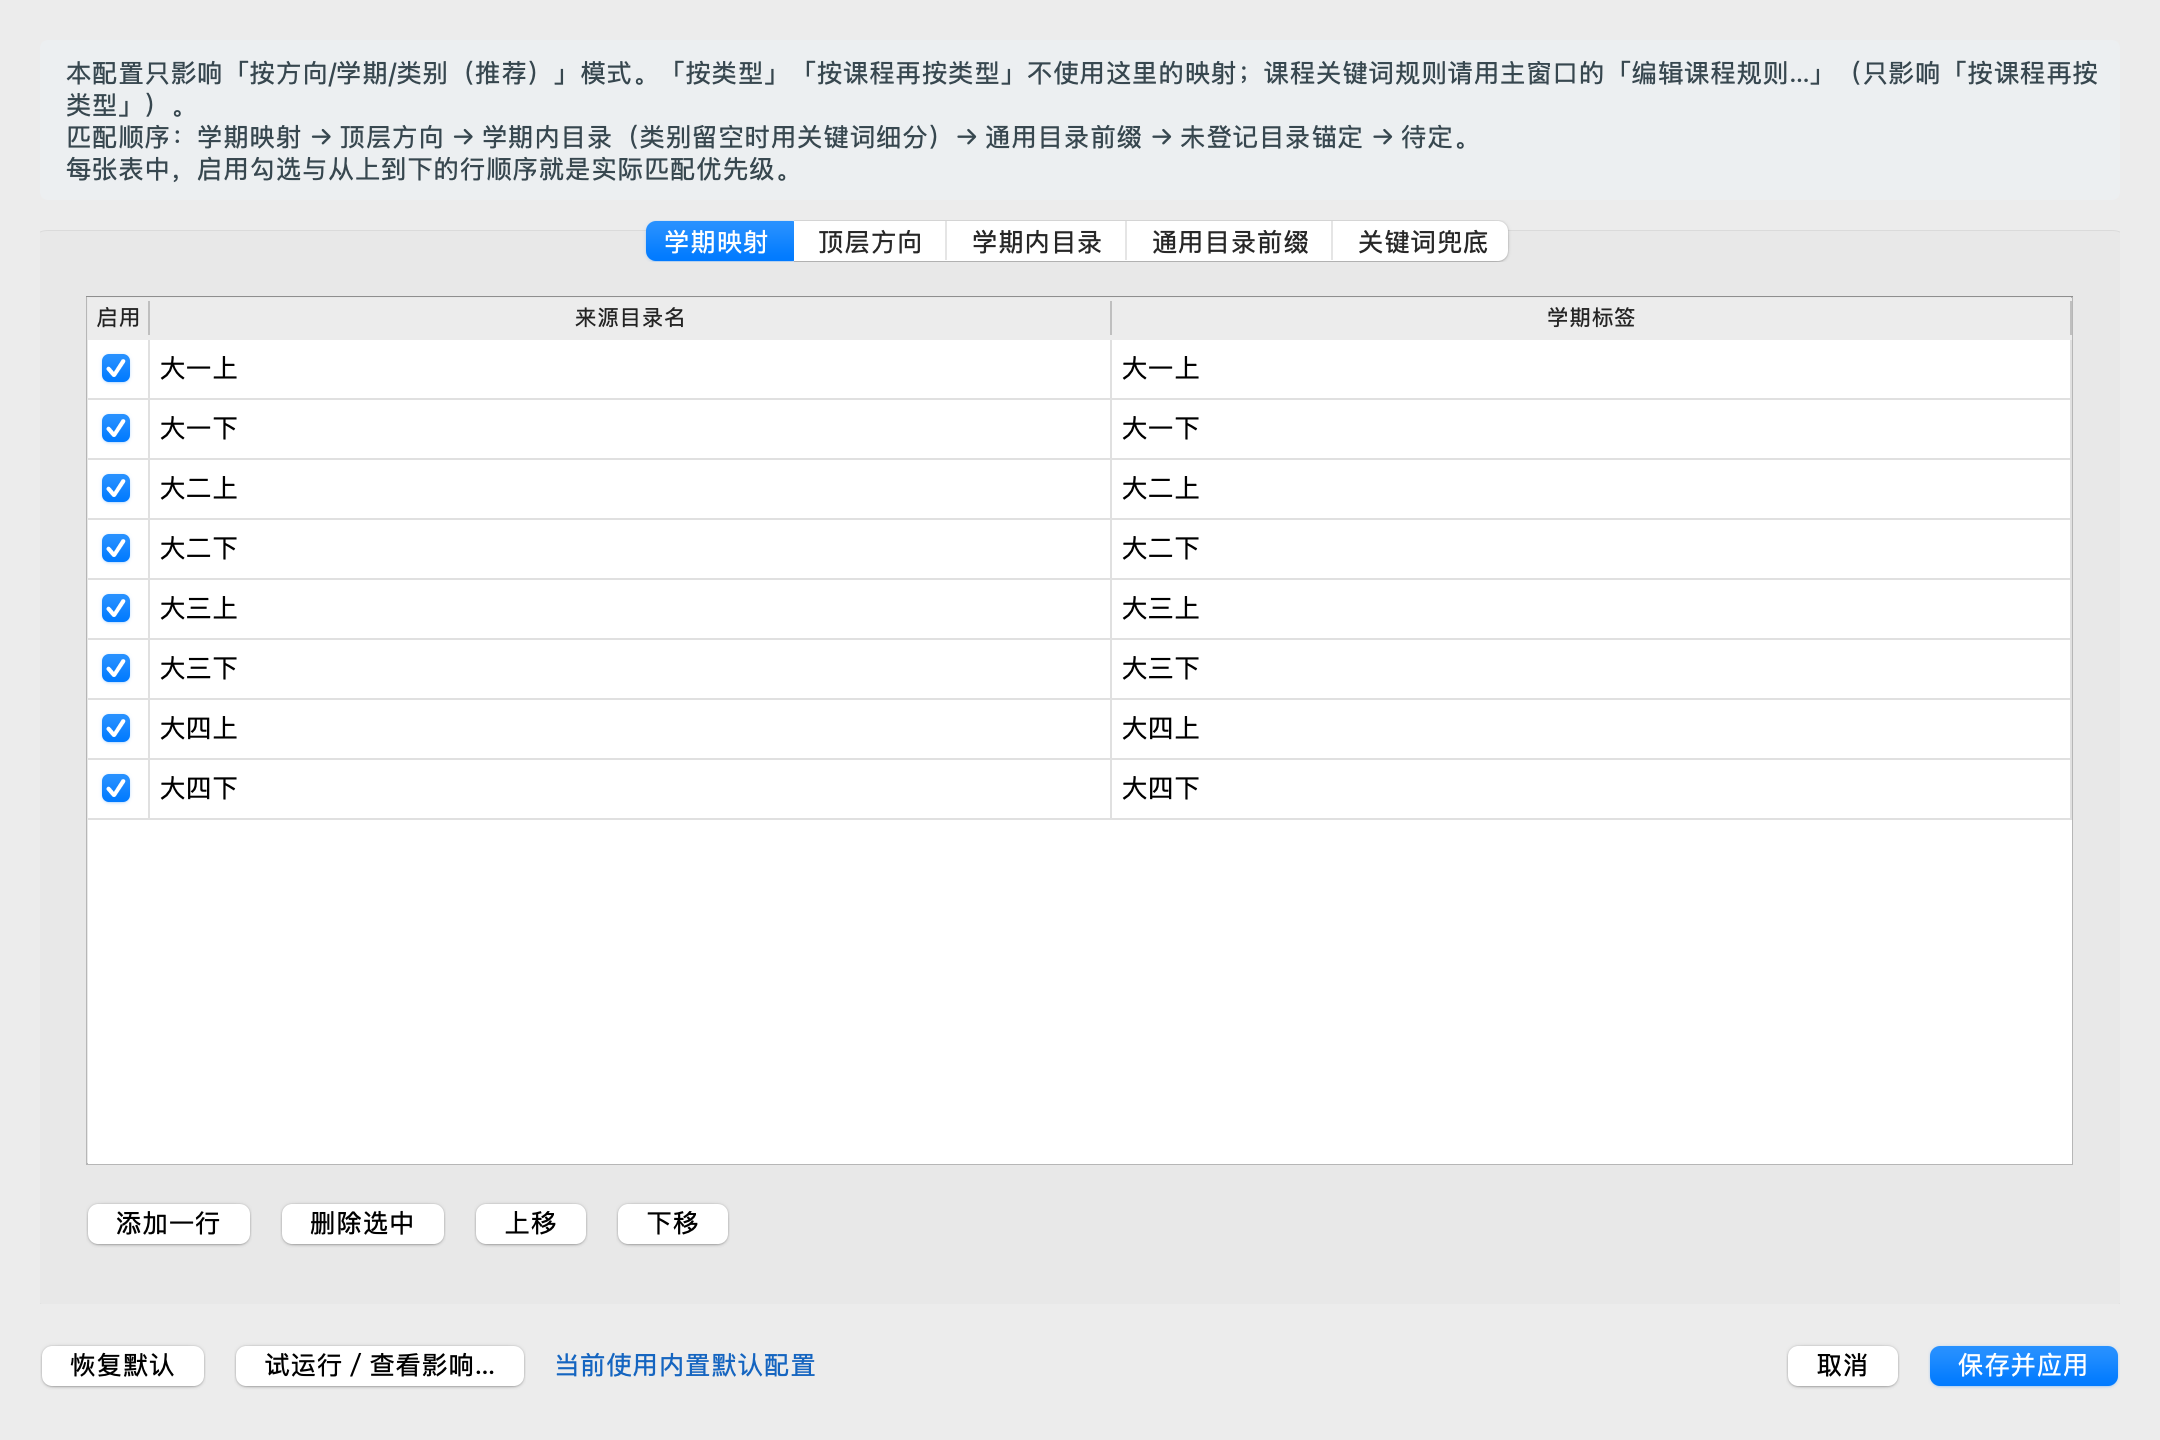 本配置只影响「按方向/学期/类别（推荐）」模式。「按类型」「按课程再按类型」不使用这里的映射；课程关键词规则请用主窗口的「编辑课程规则...」（只影响「按课程再按
类型」）。
匹配顺序：学期映射 → 顶层方向 → 学期内目录（类别留空时用关键词细分）→ 通用目录前缀 → 未登记目录锚定 → 待定。
每张表中，启用勾选与从上到下的行顺序就是实际匹配优先级。
学期映射 顶层方向 学期内目录 通用目录前缀 关键词兜底
启用 来源目录名 学期标签
大一上 大一上
大一下 大一下
大二上 大二上
大二下 大二下
大三上 大三上
大三下 大三下
大四上 大四上
大四下 大四下
添加一行 删除选中 上移 下移
恢复默认 试运行 / 查看影响... 当前使用内置默认配置 取消 保存并应用